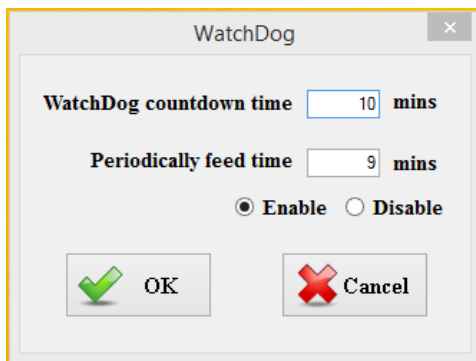 WatchDog
WatchDog countdown time 10 mins
Periodically feed time 9 mins
Enable Disable
OK Cancel